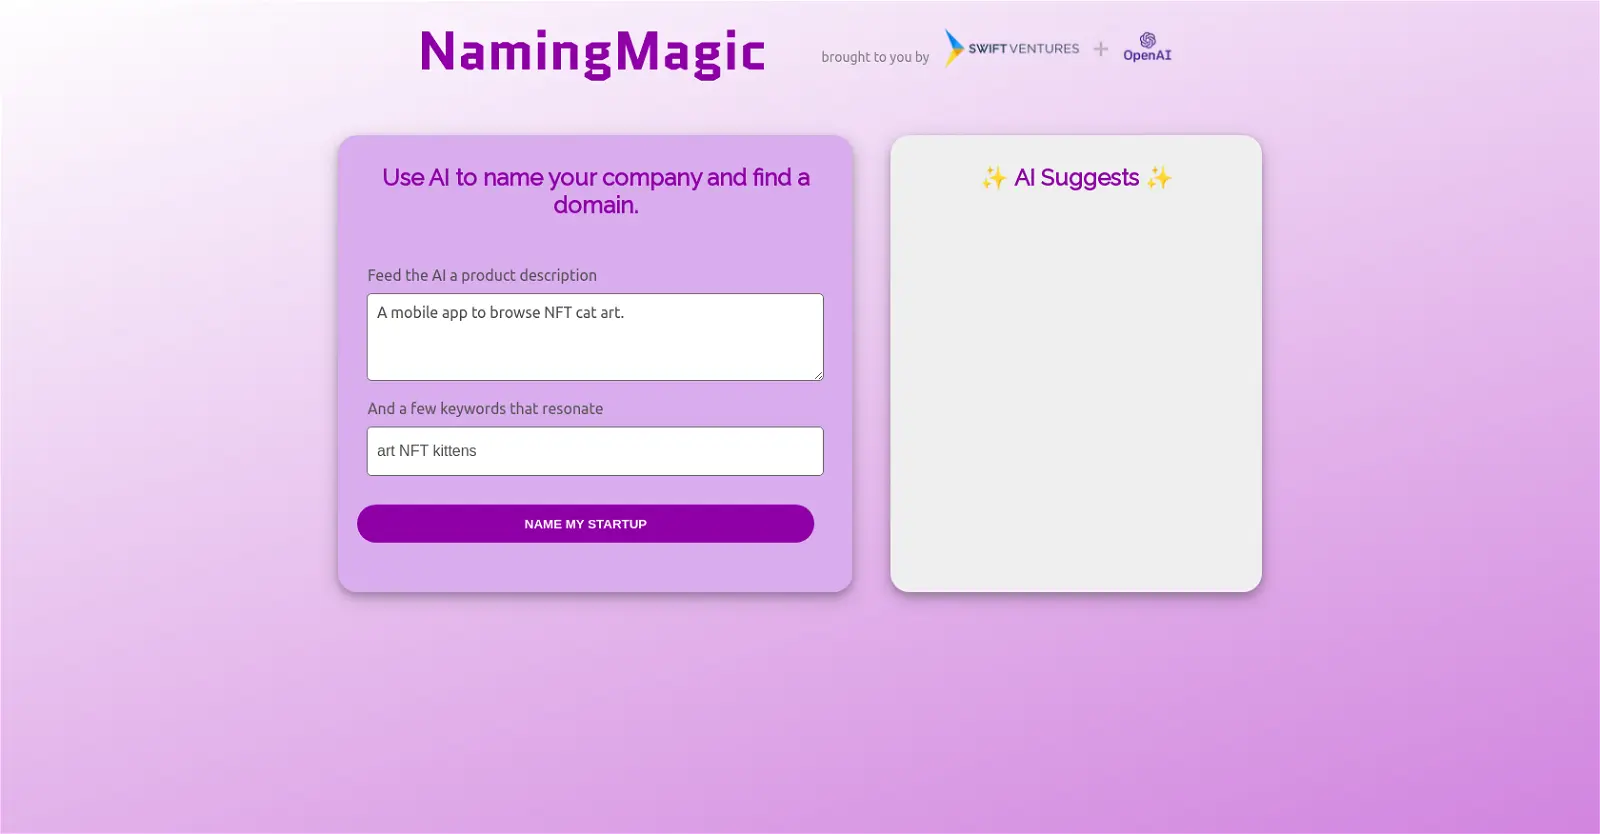 NamingMagic
brought to you by
SWIFT VENTURES
+
OpenAI
Use AI to name your company and find a
domain.
Feed the AI a product description
A mobile app to browse NFT cat art.
And a few keywords that resonate
art NFT kittens
NAME MY STARTUP
✨ AI Suggests ✨